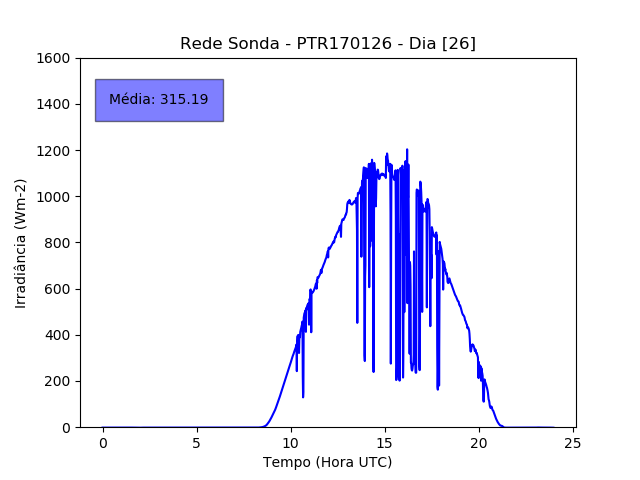 Rede Sonda - PTR170126 - Dia [26]
1600
1400
1200
1000
800
600
400
200
0
Média: 315.19
Irradiância (Wm-2)
0 5 10 15 20 25
Tempo (Hora UTC)